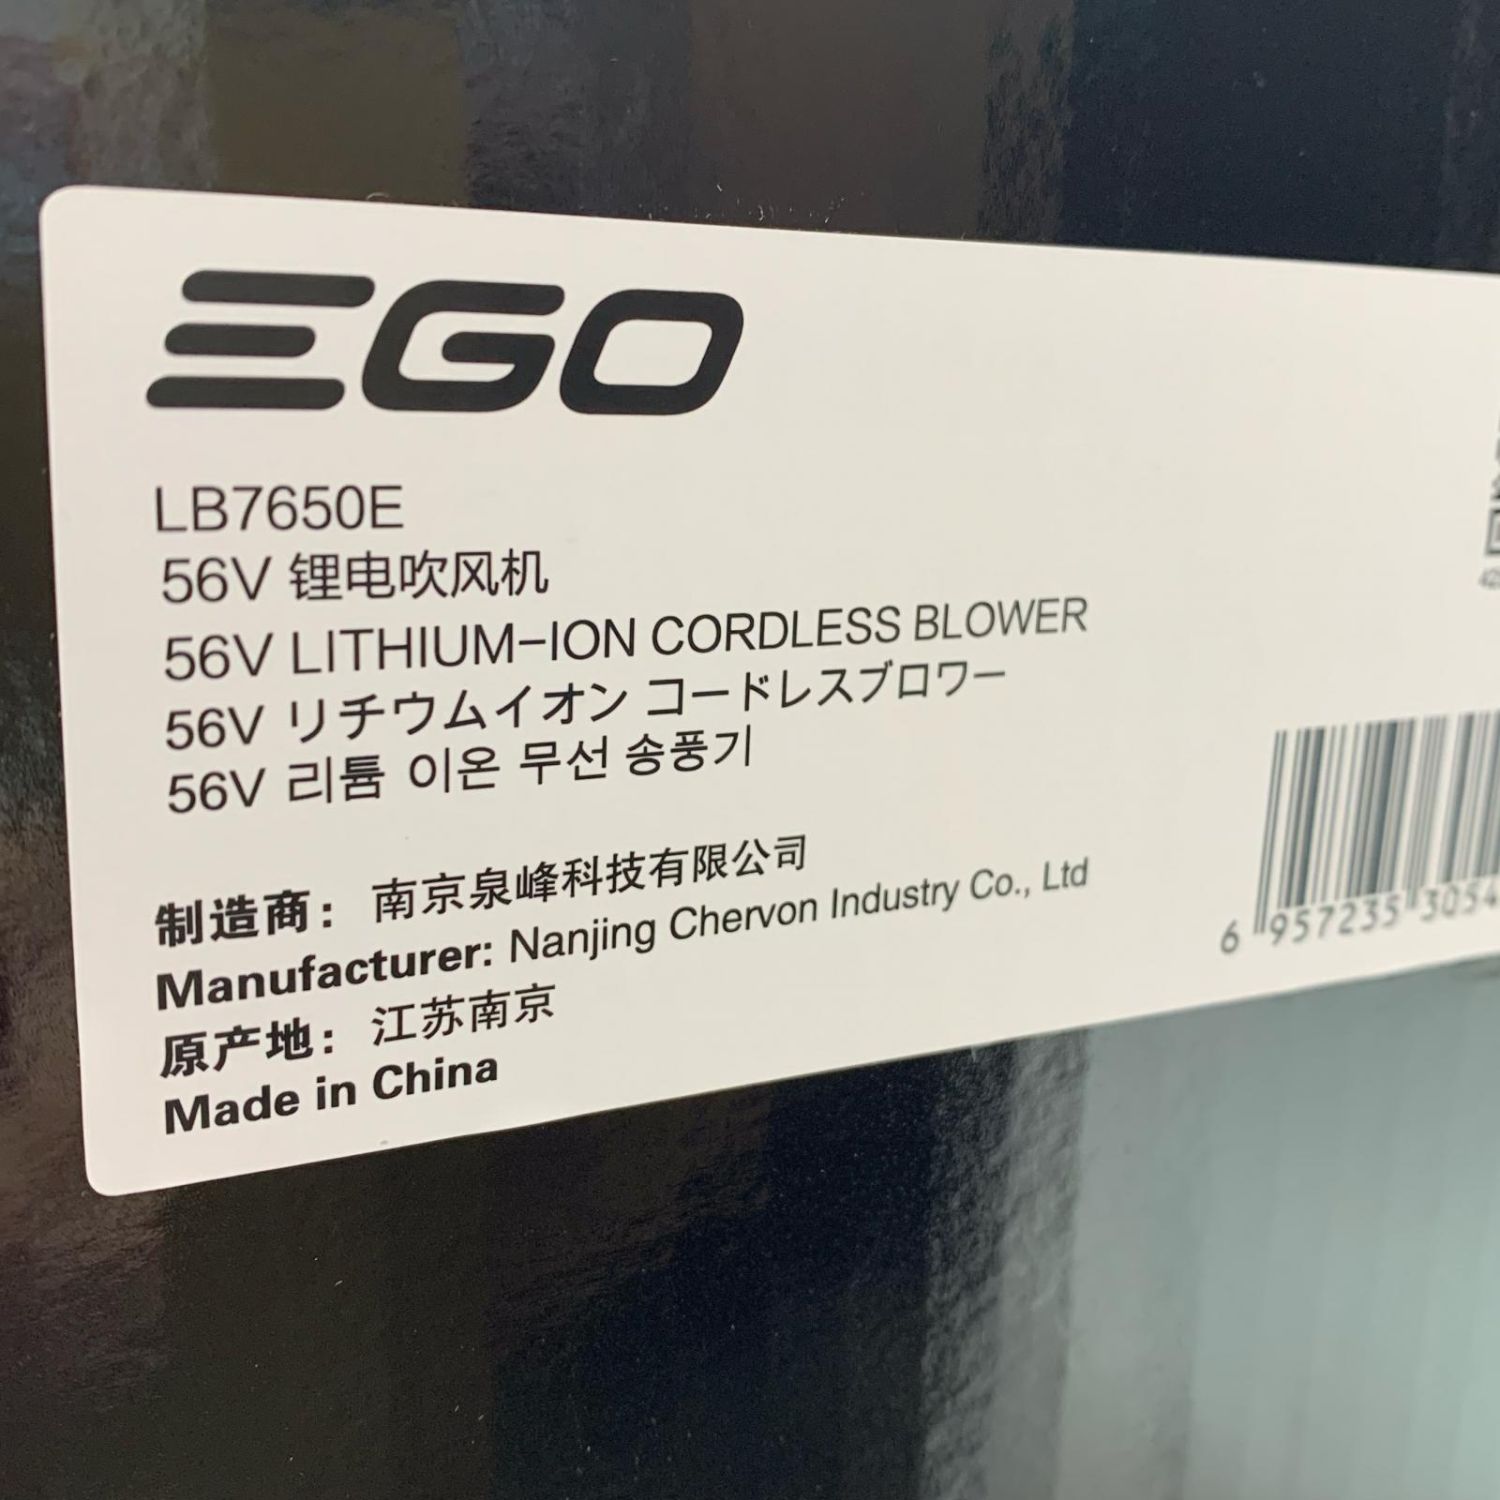 EGO
LB7650E
56V 锂电吹风机
56V LITHIUM-ION CORDLESS BLOWER
56V リチウムイオン コードレスブロワー
56V 리튬 이온 무선 송풍기
制造商：南京泉峰科技有限公司
Manufacturer: Nanjing Chervon Industry Co., Ltd
原产地：江苏南京
Made in China
6 957235 3054